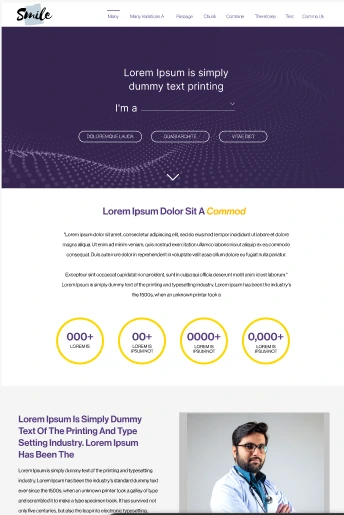 Smile
Many Many Variations A Passage Chunk Contains Therefores Text Coming Us
Lorem Ipsum is simply
dummy text printing
I'm a
DOLOREMQUE LAUDA QUASI ARCHITE VITAE DICT
Lorem Ipsum Dolor Sit A Commod
"Lorem ipsum dolor sit amet, consectetur adipiscing elit, sed do eiusmod tempor incididunt ut labore et dolore
magna aliqua. Ut enim ad minim veniam, quis nostrud exercitation ullamco laboris nisi ut aliquip ex ea commodo
consequat. Duis aute irure dolor in reprehenderit in voluptate velit esse cillum dolore eu fugiat nulla pariatur.
Excepteur sint occaecat cupidatat non proident, sunt in culpa qui officia deserunt mollit anim id est laborum."
Lorem Ipsum is simply dummy text of the printing and typesetting industry. Lorem Ipsum has been the industry's
the 1500s, when an unknown printer took a
000+ 00+ 0000+ 0,000+
LOREM IS LOREM IS LOREM IS LOREM IS
IPSUM NOT IPSUM NOT IPSUM NOT
Lorem Ipsum Is Simply Dummy
Text Of The Printing And Type
Setting Industry. Lorem Ipsum
Has Been The
Lorem Ipsum is simply dummy text of the printing and typesetting
industry. Lorem Ipsum has been the industry's standard dummy text
ever since the 1500s, when an unknown printer took a galley of type
and scrambled it to make a type specimen book. It has survived not
only five centuries, but also the leap into electronic typesetting,